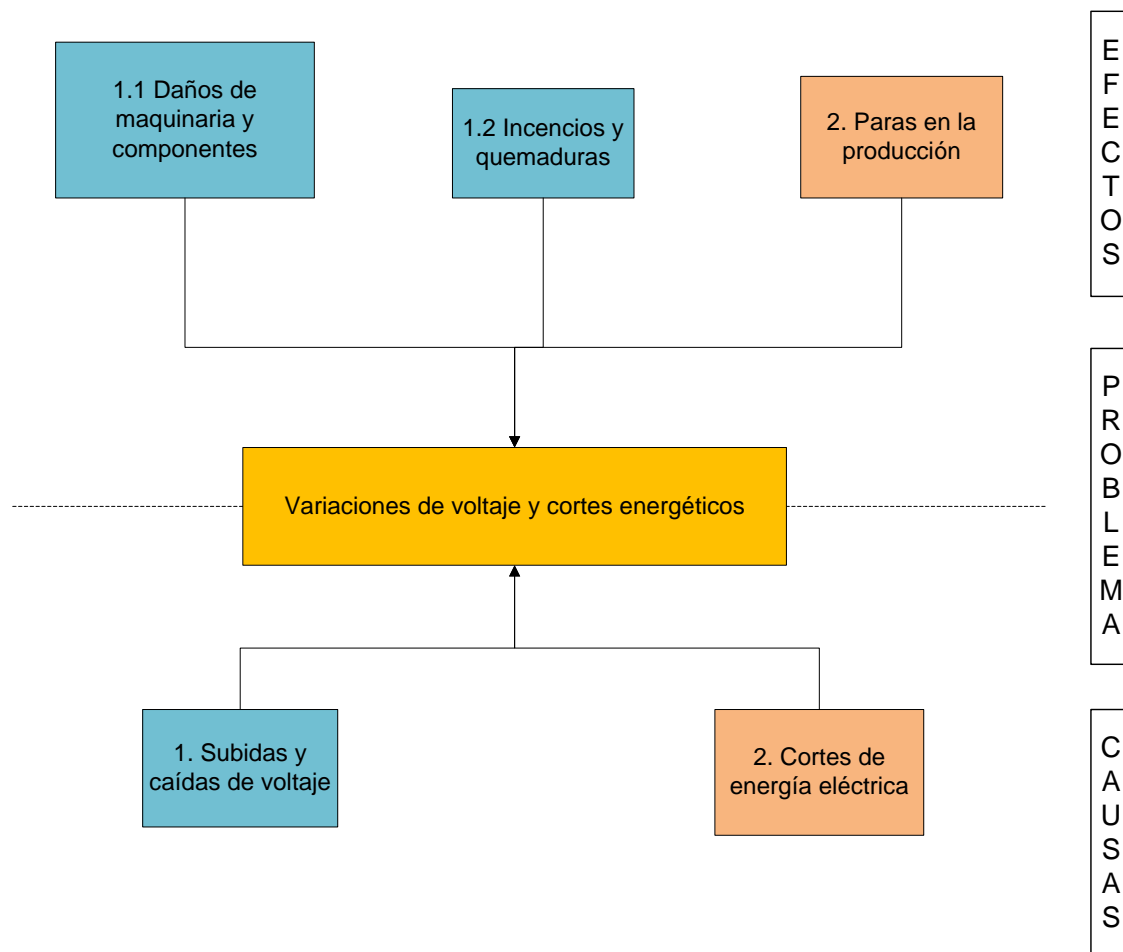 1.1 Daños de
maquinaria y
componentes
1.2 Incencios y
quemaduras
2. Paras en la
producción
E
F
E
C
T
O
S
Variaciones de voltaje y cortes energéticos
P
R
O
B
L
E
M
A
1. Subidas y
caídas de voltaje
2. Cortes de
energía eléctrica
C
A
U
S
A
S